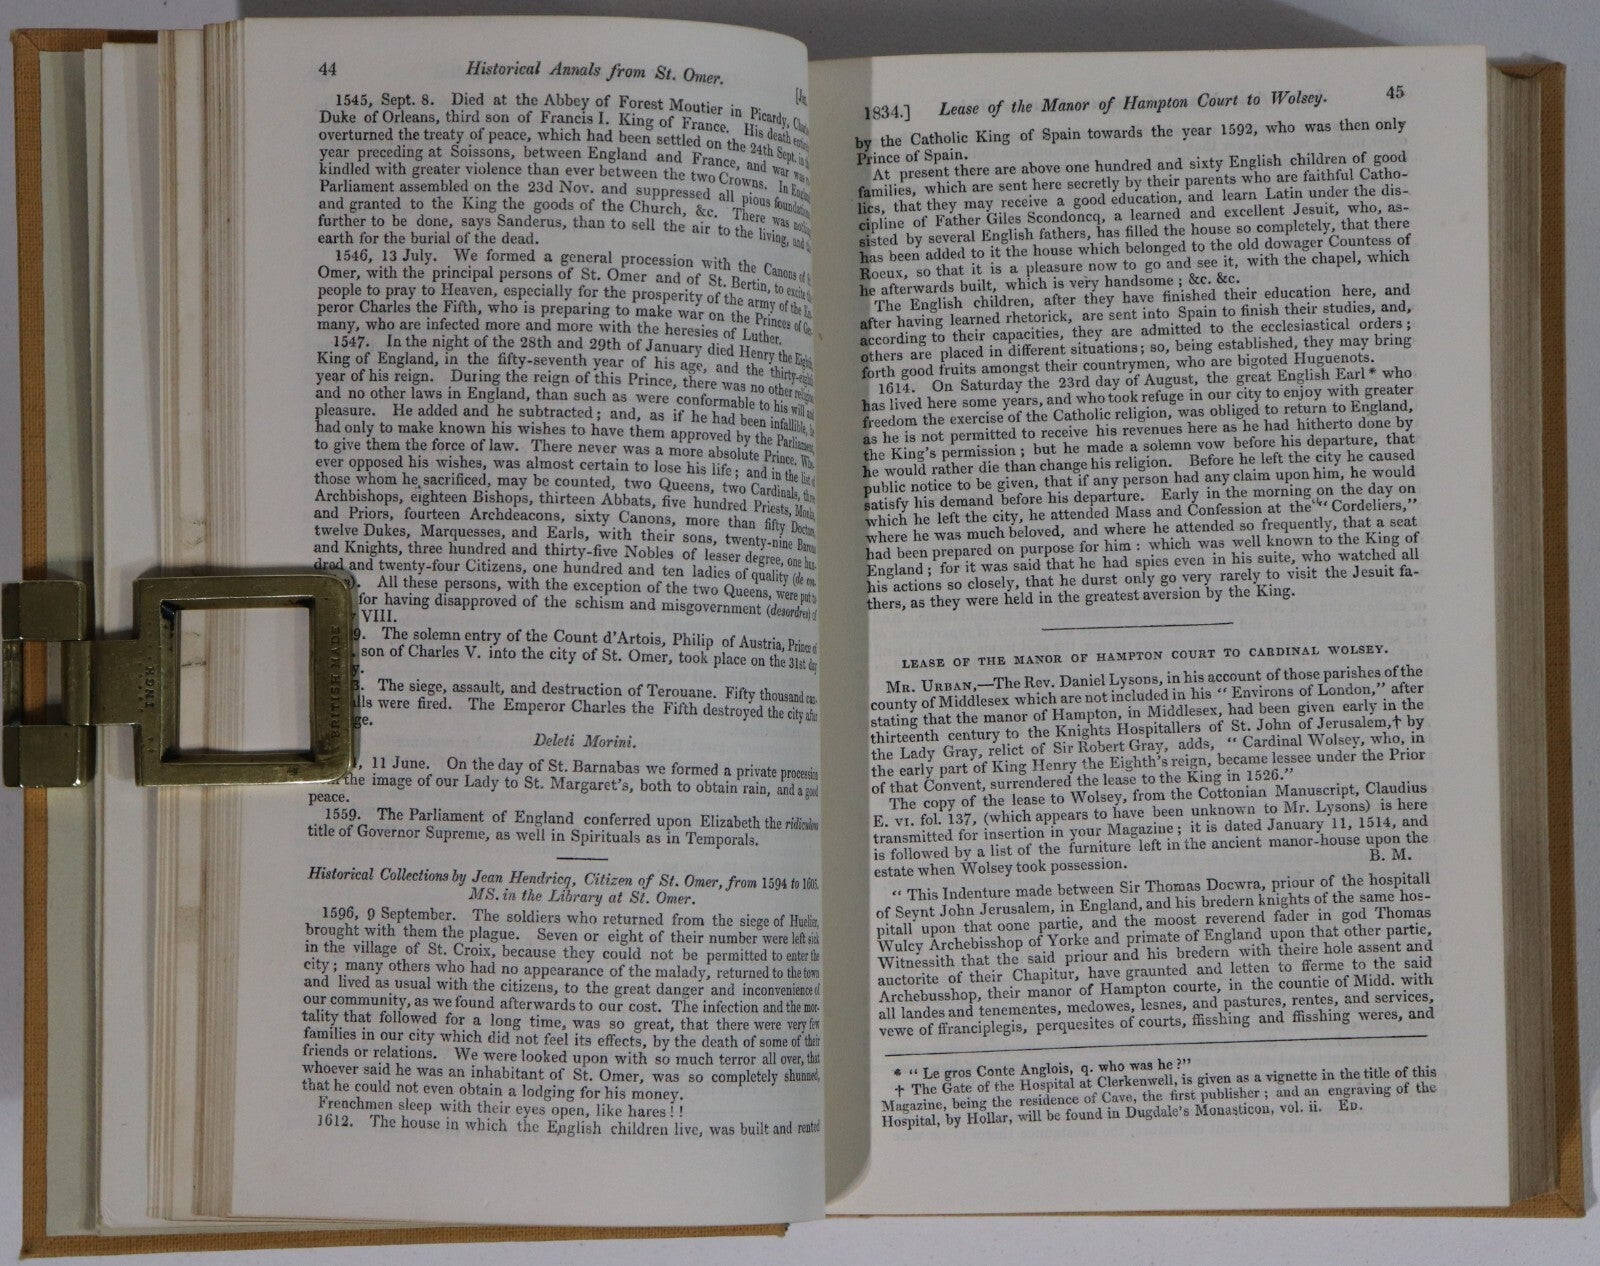 44 Historical Annals from St. Omer.
1545, Sept. 8. Died at the Abbey of Forest Moutier in Picardy,
Duke of Orleans, third son of Francis I. King of France. His death
overturned the treaty of peace, which had been settled on the 24th Sept. in
year preceding at Soissons, between England and France, and war was
kindled with greater violence than ever between the two Crowns. In England
Parliament assembled on the 23d Nov. and suppressed all pious foundations
and granted to the King the goods of the Church, &c. There was nothing
further to be done, says Sanderus, than to sell the air to the living, and
earth for the burial of the dead.
1546, 13 July. We formed a general procession with the Canons of
Omer, with the principal persons of St. Omer and of St. Bertin, to excite
people to pray to Heaven, especially for the prosperity of the army of the Em-
peror Charles the Fifth, who is preparing to make war on the Princes of Ger-
many, who are infected more and more with the heresies of Luther.
1547. In the night of the 28th and 29th of January died Henry the Eighth
King of England, in the fifty-seventh year of his age, and the thirty-eighth
year of his reign. During the reign of this Prince, there was no other religion
and no other laws in England, than such as were conformable to his will and
pleasure. He added and he subtracted; and, as if he had been infallible, he
had only to make known his wishes to have them approved by the Parliament,
to give them the force of law. There never was a more absolute Prince. Who-
ever opposed his wishes, was almost certain to lose his life; and in the list of
those whom he sacrificed, may be counted, two Queens, two Cardinals, three
Archbishops, eighteen Bishops, thirteen Abbats, five hundred Priests, Monks,
and Priors, fourteen Archdeacons, sixty Canons, more than fifty Doctors,
twelve Dukes, Marquesses, and Earls, with their sons, twenty-nine Barons
and Knights, three hundred and thirty-five Nobles of lesser degree, one hun-
dred and twenty-four Citizens, one hundred and ten ladies of quality (de
All these persons, with the exception of the two Queens, were put to
for having disapproved of the schism and misgovernment (desordres) of
VIII.
9. The solemn entry of the Count d'Artois, Philip of Austria, Prince of
son of Charles V. into the city of St. Omer, took place on the 31st day
3. The siege, assault, and destruction of Terouane. Fifty thousand can-
were fired. The Emperor Charles the Fifth destroyed the city after
Deleti Morini.
, 11 June. On the day of St. Barnabas we formed a private procession
the image of our Lady to St. Margaret's, both to obtain rain, and a good
peace.
1559. The Parliament of England conferred upon Elizabeth the ridiculous
title of Governor Supreme, as well in Spirituals as in Temporals.
Historical Collections by Jean Hendricq, Citizen of St. Omer, from 1594 to 1605.
MS. in the Library at St. Omer.
1596, 9 September. The soldiers who returned from the siege of Huelier,
brought with them the plague. Seven or eight of their number were left sick
in the village of St. Croix, because they could not be permitted to enter the
city; many others who had no appearance of the malady, returned to the town
and lived as usual with the citizens, to the great danger and inconvenience of
our community, as we found afterwards to our cost. The infection and the mor-
tality that followed for a long time, was so great, that there were very few
families in our city which did not feel its effects, by the death of some of their
friends or relations. We were looked upon with so much terror all over, that
whoever said he was an inhabitant of St. Omer, was so completely shunned,
that he could not even obtain a lodging for his money.
Frenchmen sleep with their eyes open, like hares!!
1612. The house in which the English children live, was built and rented
BRITISH MADE
1834.] Lease of the Manor of Hampton Court to Wolsey. 45
by the Catholic King of Spain towards the year 1592, who was then only
Prince of Spain.
At present there are above one hundred and sixty English children of good
families, which are sent here secretly by their parents who are faithful Catho-
lics, that they may receive a good education, and learn Latin under the dis-
cipline of Father Giles Scondoncq, a learned and excellent Jesuit, who, as-
sisted by several English fathers, has filled the house so completely, that there
has been added to it the house which belonged to the old dowager Countess of
Roeux, so that it is a pleasure now to go and see it, with the chapel, which
he afterwards built, which is very handsome; &c. &c.
The English children, after they have finished their education here, and
after having learned rhetorick, are sent into Spain to finish their studies, and,
according to their capacities, they are admitted to the ecclesiastical orders;
others are placed in different situations; so, being established, they may bring
forth good fruits amongst their countrymen, who are bigoted Huguenots.
1614. On Saturday the 23rd day of August, the great English Earl* who
has lived here some years, and who took refuge in our city to enjoy with greater
freedom the exercise of the Catholic religion, was obliged to return to England,
as he is not permitted to receive his revenues here as he had hitherto done by
the King's permission; but he made a solemn vow before his departure, that
he would rather die than change his religion. Before he left the city he caused
public notice to be given, that if any person had any claim upon him, he would
satisfy his demand before his departure. Early in the morning on the day on
which he left the city, he attended Mass and Confession at the "Cordeliers,"
where he was much beloved, and where he attended so frequently, that a seat
had been prepared on purpose for him: which was well known to the King of
England; for it was said that he had spies even in his suite, who watched all
his actions so closely, that he durst only go very rarely to visit the Jesuit fa-
thers, as they were held in the greatest aversion by the King.
LEASE OF THE MANOR OF HAMPTON COURT TO CARDINAL WOLSEY.
MR. URBAN,—The Rev. Daniel Lysons, in his account of those parishes of the
county of Middlesex which are not included in his "Environs of London," after
stating that the manor of Hampton, in Middlesex, had been given early in the
thirteenth century to the Knights Hospitallers of St. John of Jerusalem,† by
the Lady Gray, relict of Sir Robert Gray, adds, "Cardinal Wolsey, who, in
the early part of King Henry the Eighth's reign, became lessee under the Prior
of that Convent, surrendered the lease to the King in 1526."
The copy of the lease to Wolsey, from the Cottonian Manuscript, Claudius
E. VI. fol. 137, (which appears to have been unknown to Mr. Lysons) is here
transmitted for insertion in your Magazine; it is dated January 11, 1514, and
is followed by a list of the furniture left in the ancient manor-house upon the
estate when Wolsey took possession. B. M.
"This Indenture made between Sir Thomas Docwra, priour of the hospitall
of Seynt John Jerusalem, in England, and his bredern knights of the same hos-
pitall upon that oone partie, and the moost reverend fader in god Thomas
Wulcy Archebisshop of Yorke and primate of England upon that other partie,
Witnessith that the said priour and his bredern with theire hole assent and
auctorite of their Chapitur, have graunted and letten to fferme to the said
Archebusshop, their manor of Hampton courte, in the countie of Midd. with
all landes and tenementes, medowes, lesnes, and pastures, rentes, and services,
vewe of ffranciplegis, perquesites of courts, ffisshing and ffisshing weres, and
* "Le gros Conte Anglois, q. who was he?"
† The Gate of the Hospital at Clerkenwell, is given as a vignette in the title of this
Magazine, being the residence of Cave, the first publisher; and an engraving of the
Hospital, by Hollar, will be found in Dugdale's Monasticon, vol. ii. ED.